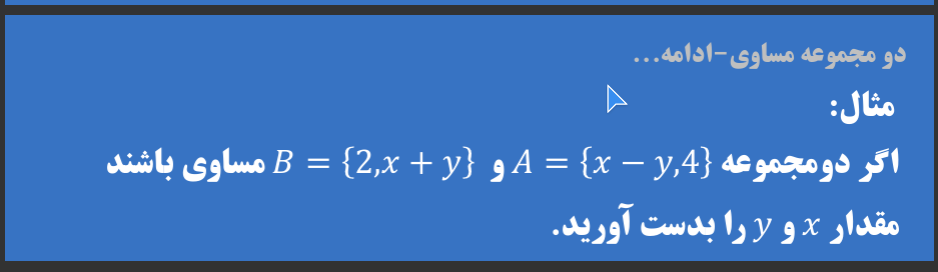 دو مجموعه مساوی-ادامه...
مثال:
اگر دومجموعه A = {x − y,4} و B = {2,x + y} مساوی باشند
مقدار x و y را بدست آورید.